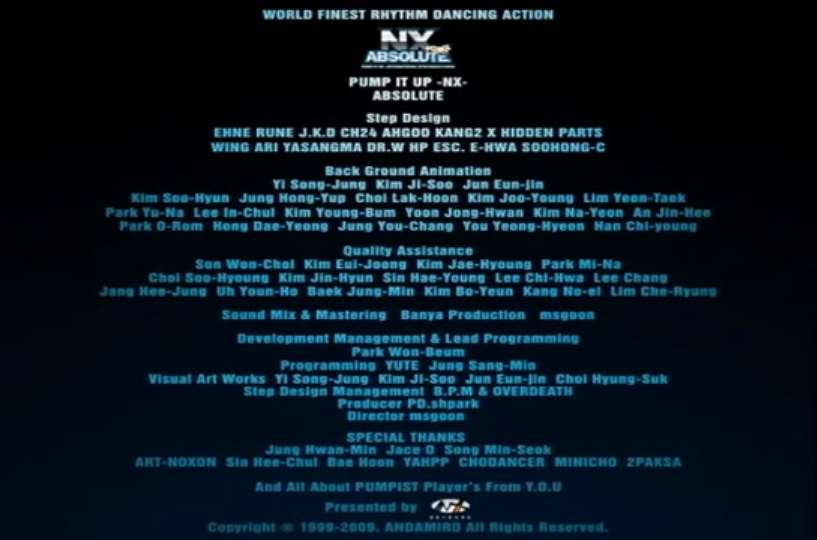 WORLD FINEST RHYTHM DANCING ACTION
NX
ABSOLUTE
PUMP IT UP -NX-
ABSOLUTE
Step Design
EHNE RUNE J.K.D CH24 AHGOO KANG2 X HIDDEN PARTS
WING ARI YASANGMA DR.W HP ESC. E-HWA SOOHONG-C
Back Ground Animation
Yi Song-Jung Kim Ji-Soo Jun Eun-jin
Kim Soo-Hyun Jung Hong-Yup Choi Lak-Hoon Kim Joo-Young Lim Yeon-Taek
Park Yu-Na Lee In-Chul Kim Young-Bum Yoon Jong-Hwan Kim Na-Yeon An Jin-Hee
Park O-Rom Hong Dae-Yeong Jung You-Chang You Yeong-Hyeon Han Chi-young
Quality Assistance
Son Won-Chol Kim Eui-Joong Kim Jae-Hyoung Park Mi-Na
Choi Soo-Hyoung Kim Jin-Hyun Sin Hae-Young Lee Chi-Hwa Lee Chang
Jang Hee-Jung Uh Youn-Ho Baek Jung-Min Kim Bo-Yeun Kang No-el Lim Che-Ryung
Sound Mix & Mastering Banya Production msgoon
Development Management & Lead Programming
Park Won-Beum
Programming YUTE Jung Sang-Min
Visual Art Works Yi Song-Jung Kim Ji-Soo Jun Eun-jin Choi Hyung-Suk
Step Design Management B.P.M & OVERDEATH
Producer PD.shpark
Director msgoon
SPECIAL THANKS
Jung Hwan-Min Jace O Song Min-Seok
ART-NOXON Sin Hee-Chul Bae Hoon YAHPP CHODANCER MINICHO 2PAKSA
And All About PUMPIST Player's From Y.O.U
Presented by
Copyright ® 1999-2009. ANDAMIRO All Rights Reserved.